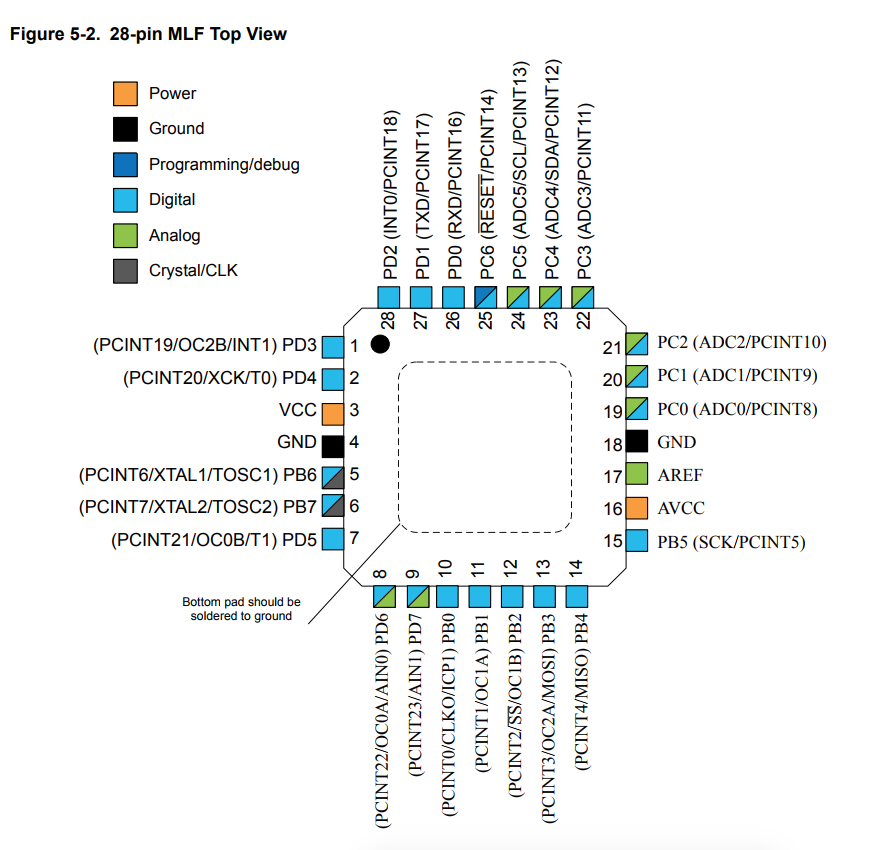 Figure 5-2. 28-pin MLF Top View
Power
Ground
Programming/debug
Digital
Analog
Crystal/CLK
PD2 (INT0/PCINT18)
PD1 (TXD/PCINT17)
PD0 (RXD/PCINT16)
PC6 (RESET/PCINT14)
PC5 (ADC5/SCL/PCINT13)
PC4 (ADC4/SDA/PCINT12)
PC3 (ADC3/PCINT11)
28
27
26
25
24
23
22
(PCINT19/OC2B/INT1) PD3 1
(PCINT20/XCK/T0) PD4 2
VCC 3
GND 4
(PCINT6/XTAL1/TOSC1) PB6 5
(PCINT7/XTAL2/TOSC2) PB7 6
(PCINT21/OC0B/T1) PD5 7
21 PC2 (ADC2/PCINT10)
20 PC1 (ADC1/PCINT9)
19 PC0 (ADC0/PCINT8)
18 GND
17 AREF
16 AVCC
15 PB5 (SCK/PCINT5)
8
9
10
11
12
13
14
Bottom pad should be
soldered to ground
(PCINT22/OC0A/AIN0) PD6
(PCINT23/AIN1) PD7
(PCINT0/CLKO/ICP1) PB0
(PCINT1/OC1A) PB1
(PCINT2/SS/OC1B) PB2
(PCINT3/OC2A/MOSI) PB3
(PCINT4/MISO) PB4